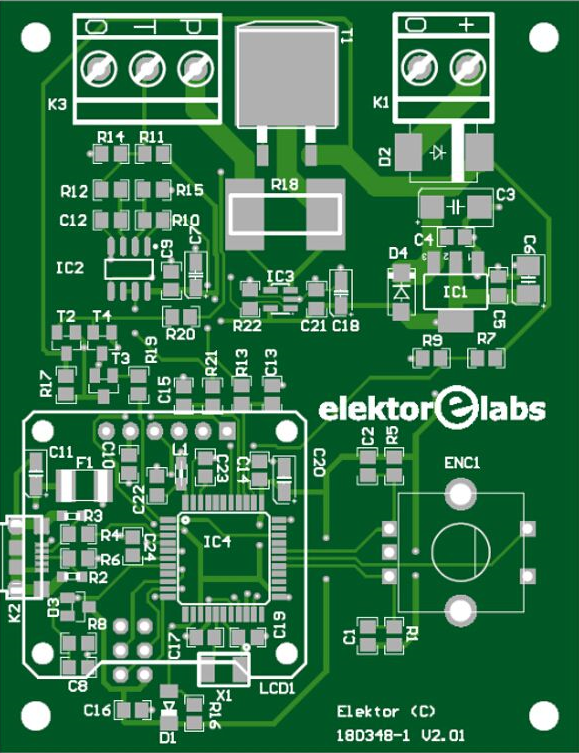 O T P
T1
O +
K3
K1
R14 R11
D2
R12 R15
R18
C3
C12 R10
C9 C7
C4
IC2
IC3
D4
C6
IC1
R20
R22 C21 C18
C5
T2 T4
R9 R7
T3
R19
R17
C15 R21 R13 C13
elektor e labs
C11
C10
L1
C23
C14
C20
C2 R5
ENC1
F1
C22
R3
R4
C24
IC4
K2
R6
R2
D3
R8
C17 C19
C1 R1
C8
X1
LCD1
C16
R16
D1
Elektor (C)
180348-1 V2.01